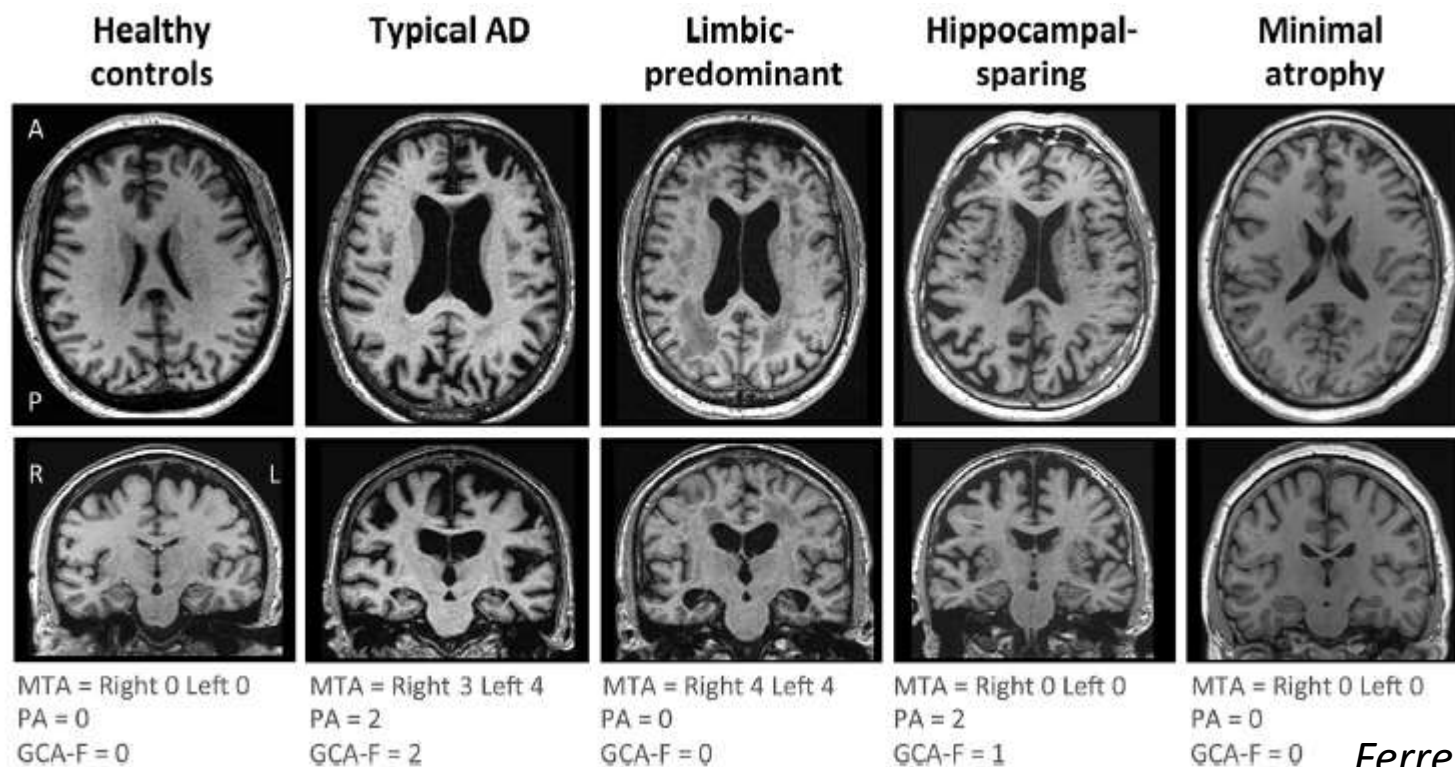 Healthy
controls
Typical AD
Limbic-
predominant
Hippocampal-
sparing
Minimal
atrophy
A
P
R L
MTA = Right 0 Left 0
PA = 0
GCA-F = 0
MTA = Right 3 Left 4
PA = 2
GCA-F = 2
MTA = Right 4 Left 4
PA = 0
GCA-F = 0
MTA = Right 0 Left 0
PA = 2
GCA-F = 1
MTA = Right 0 Left 0
PA = 0
GCA-F = 0
Ferre